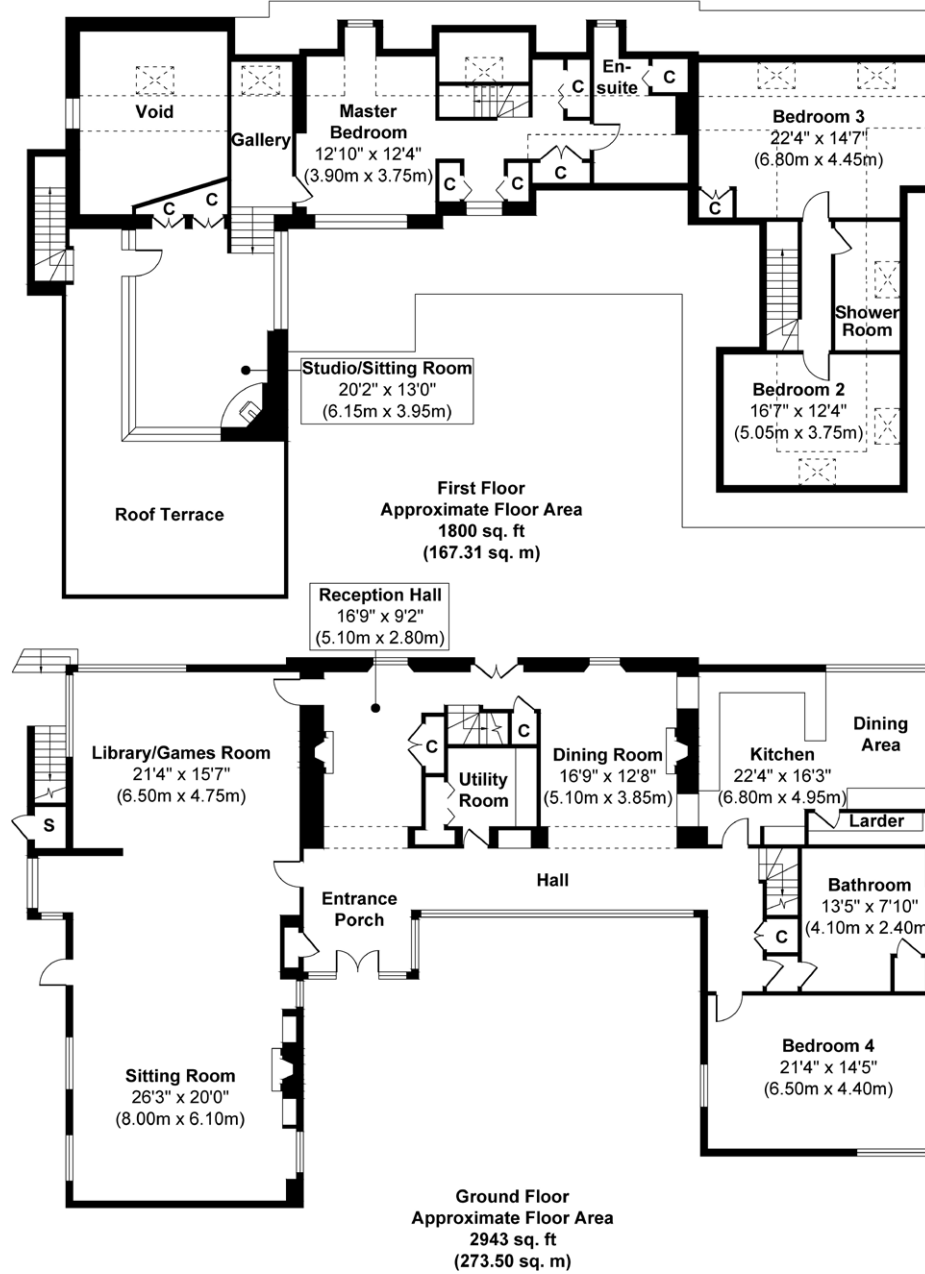 Void
Gallery
Master
Bedroom
12'10" x 12'4"
(3.90m x 3.75m)
C
C
C
C
C
C
En-
suite
C
Bedroom 3
22'4" x 14'7"
(6.80m x 4.45m)
C
Shower
Room
Studio/Sitting Room
20'2" x 13'0"
(6.15m x 3.95m)
Bedroom 2
16'7" x 12'4"
(5.05m x 3.75m)
Roof Terrace
First Floor
Approximate Floor Area
1800 sq. ft
(167.31 sq. m)
Reception Hall
16'9" x 9'2"
(5.10m x 2.80m)
Library/Games Room
21'4" x 15'7"
(6.50m x 4.75m)
S
C
C
Utility
Room
Dining Room
16'9" x 12'8"
(5.10m x 3.85m)
Kitchen
22'4" x 16'3"
(6.80m x 4.95m)
Dining
Area
Larder
Entrance
Porch
Hall
C
Bathroom
13'5" x 7'10"
(4.10m x 2.40m
Sitting Room
26'3" x 20'0"
(8.00m x 6.10m)
Bedroom 4
21'4" x 14'5"
(6.50m x 4.40m)
Ground Floor
Approximate Floor Area
2943 sq. ft
(273.50 sq. m)